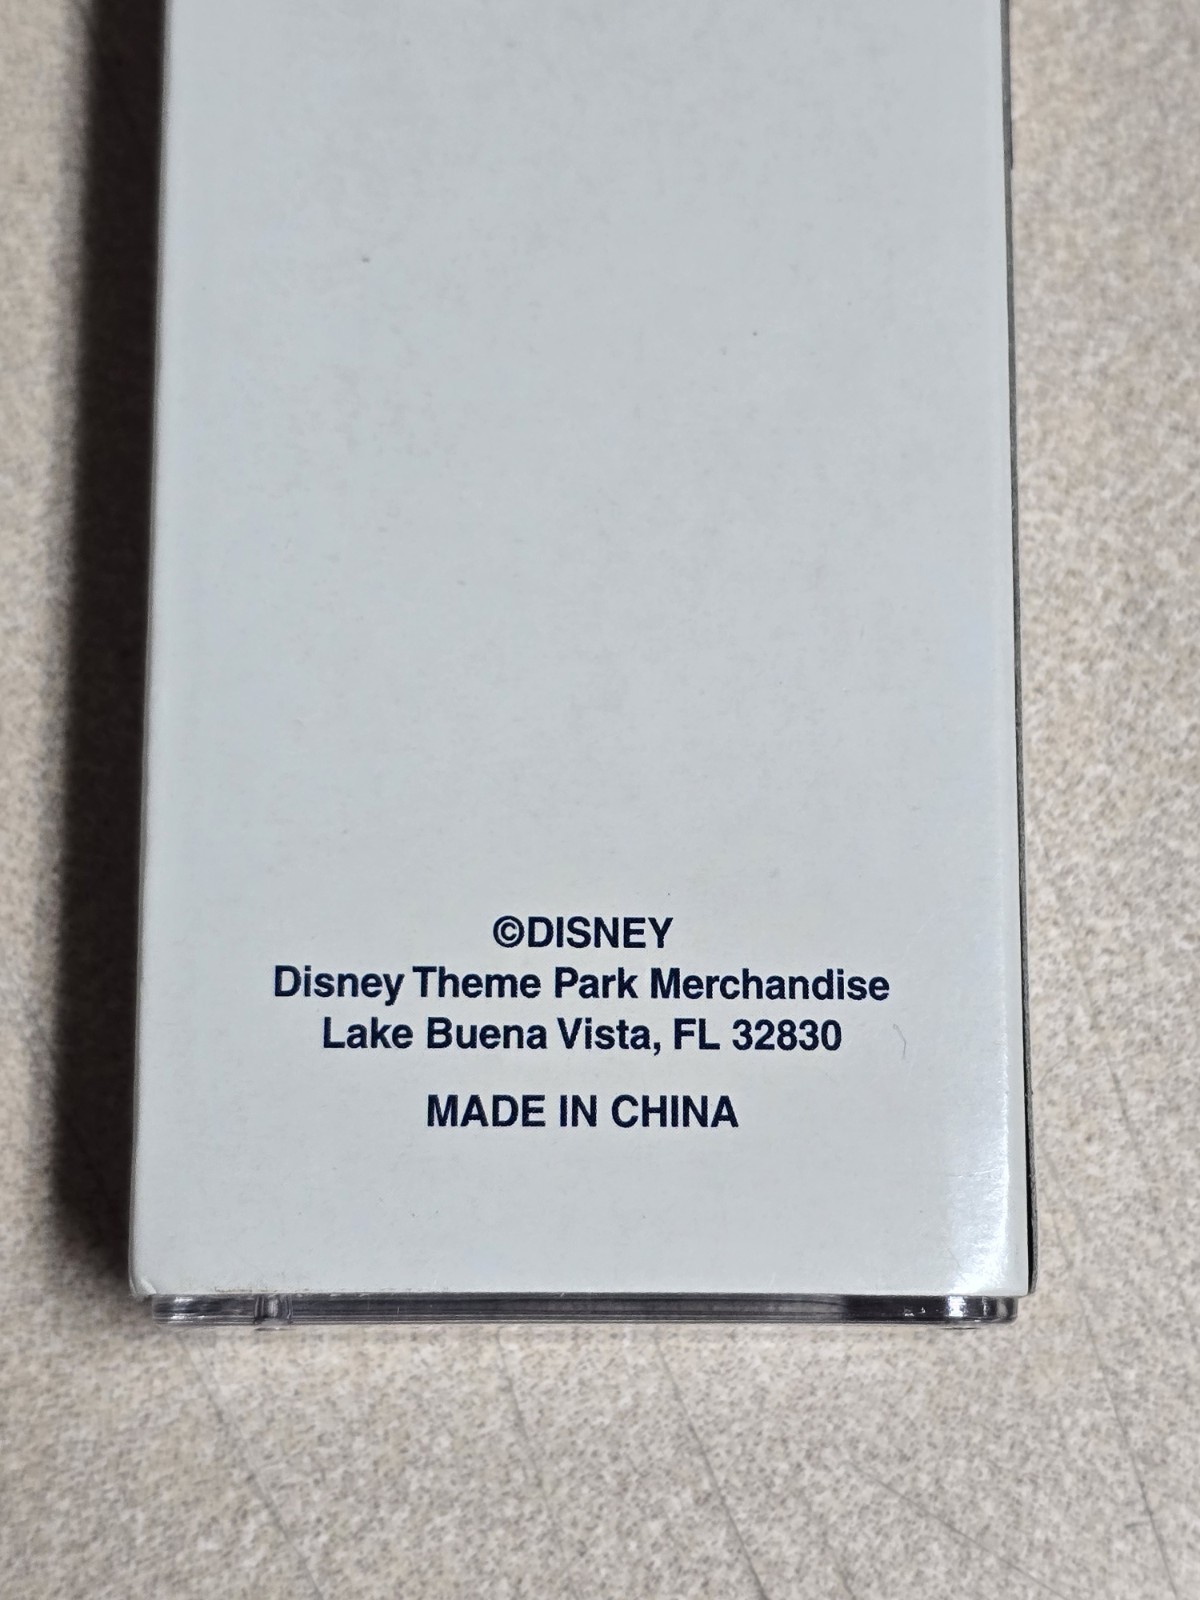 ©DISNEY
Disney Theme Park Merchandise
Lake Buena Vista, FL 32830
MADE IN CHINA